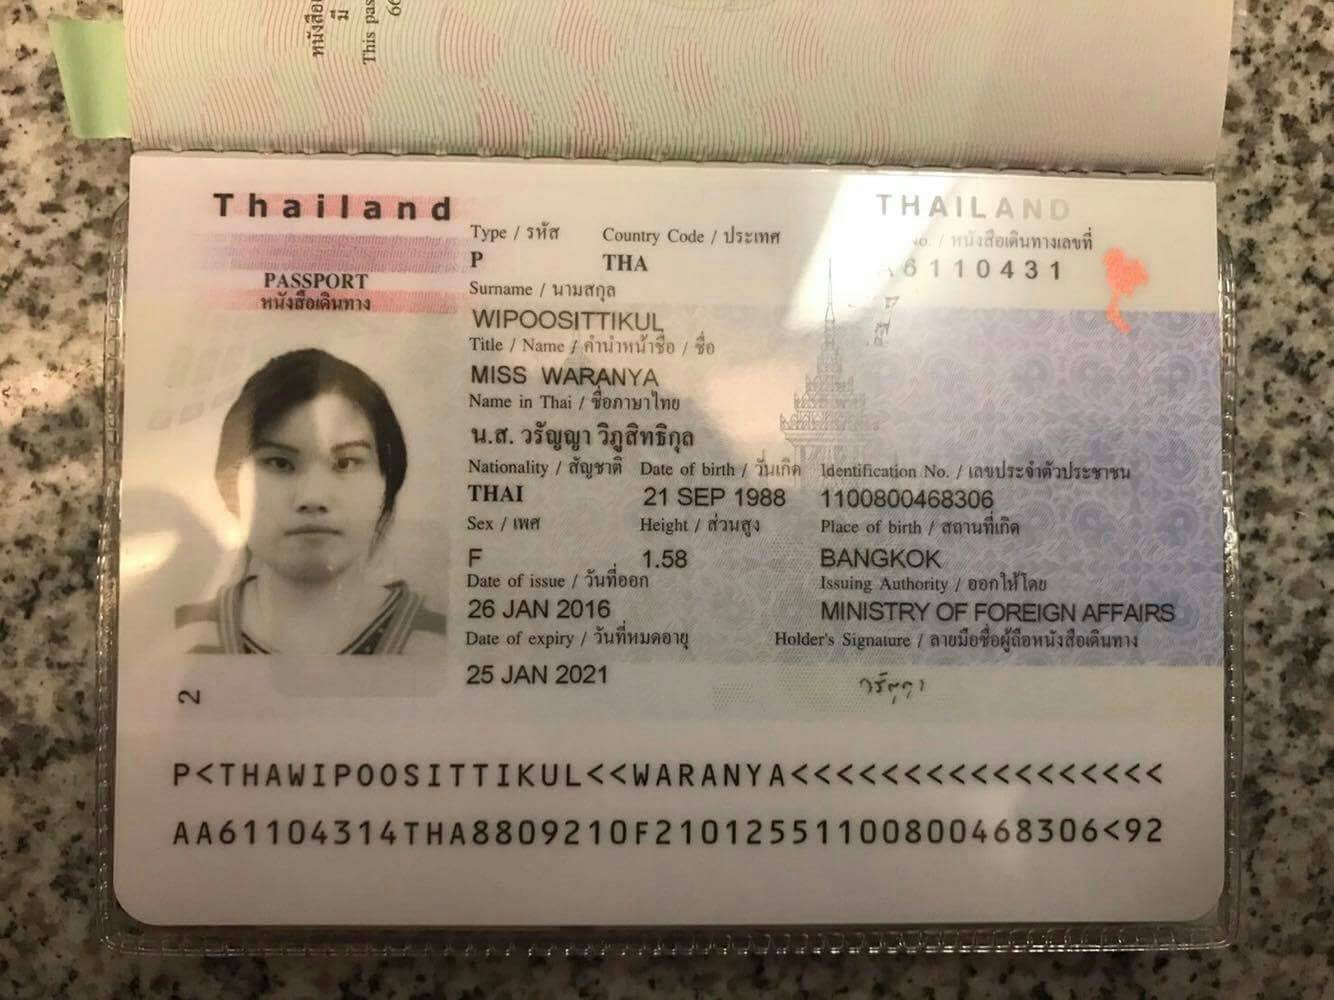 หนังสือ
มี
This pas
66
Thailand
PASSPORT
หนังสือเดินทาง
THAILAND
Type / รหัส
Country Code / ประเทศ
No. / หนังสือเดินทางเลขที่
P
THA
6110431
Surname / นามสกุล
WIPOOSITTIKUL
Title / Name / คำนำหน้าชื่อ / ชื่อ
MISS WARANYA
Name in Thai / ชื่อภาษาไทย
น.ส. วรัญญา วิภูสิทธิกุล
Nationality / สัญชาติ Date of birth / วันเกิด Identification No. / เลขประจำตัวประชาชน
THAI 21 SEP 1988 1100800468306
Sex / เพศ Height / ส่วนสูง Place of birth / สถานที่เกิด
F 1.58 BANGKOK
Date of issue / วันที่ออก Issuing Authority / ออกให้โดย
26 JAN 2016 MINISTRY OF FOREIGN AFFAIRS
Date of expiry / วันที่หมดอายุ Holder's Signature / ลายมือชื่อผู้ถือหนังสือเดินทาง
25 JAN 2021
วรัญญา
2
P<THAWIPOOSITTIKUL<<WARANYA<<<<<<<<<<<<<<<<<
AA61104314THA8809210F21012551100800468306<92